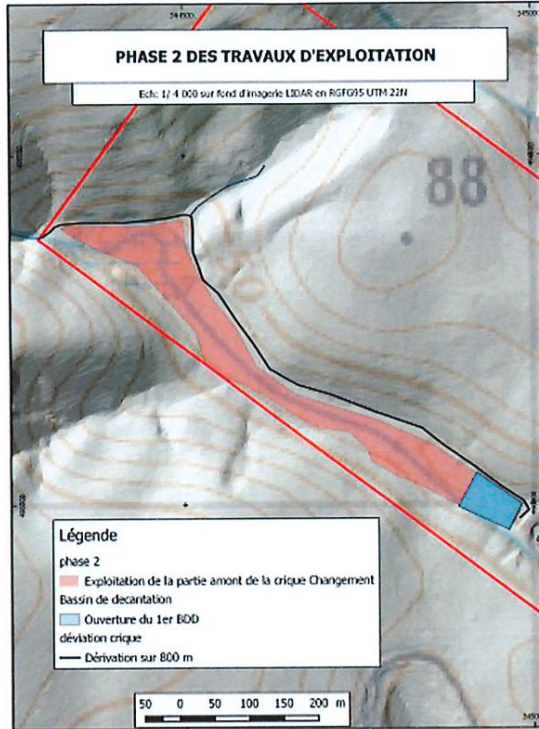 344500
345000
PHASE 2 DES TRAVAUX D'EXPLOITATION
Ech: 1/ 4 000 sur fond d'imagerie LIDAR en RGFG95 UTM 22N
88
Légende
phase 2
Exploitation de la partie amont de la crique Changement
Bassin de decantation
Ouverture du 1er BDD
déviation crique
Dérivation sur 800 m
50 0 50 100 150 200 m